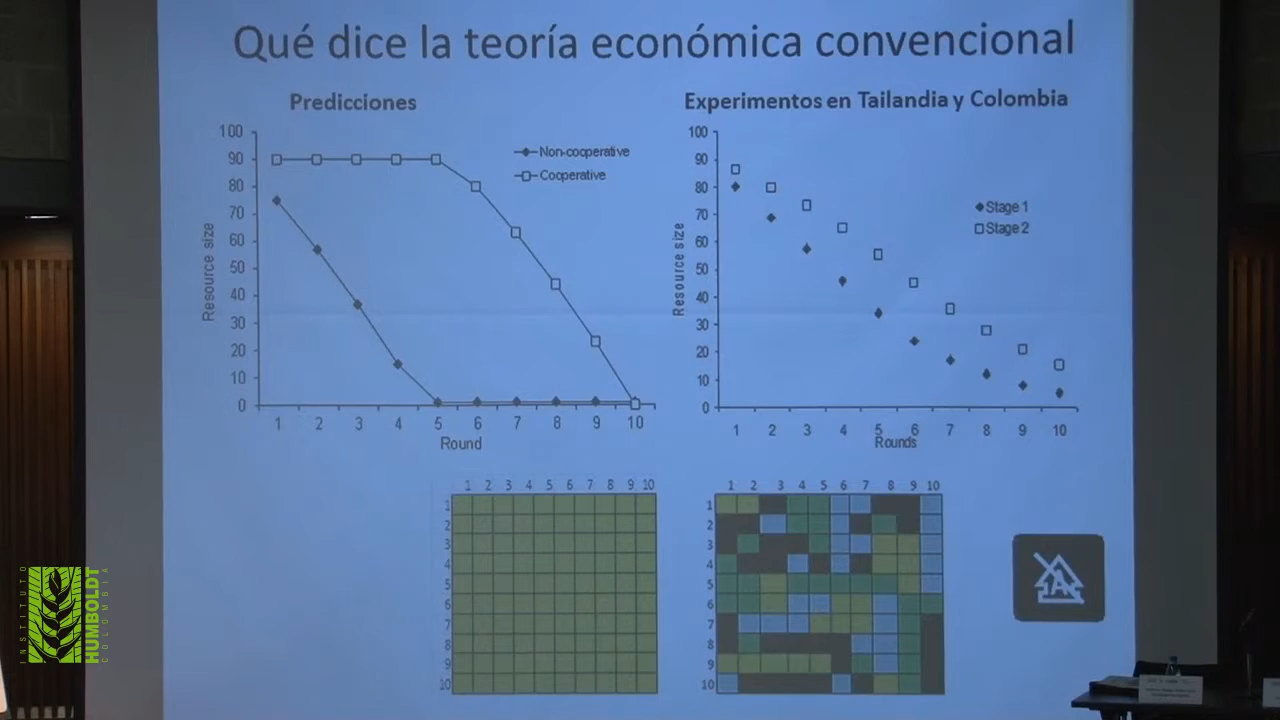 Qué dice la teoría económica convencional
Predicciones
100
90
80
70
60
50
40
30
20
10
0
Resource size
Non-cooperative
Cooperative
1 2 3 4 5 6 7 8 9 10
Round
Experimentos en Tailandia y Colombia
100
90
80
70
60
50
40
30
20
10
0
Resource size
Stage 1
Stage 2
1 2 3 4 5 6 7 8 9 10
Rounds
1 2 3 4 5 6 7 8 9 10
1
2
3
4
5
6
7
8
9
10
1 2 3 4 5 6 7 8 9 10
1
2
3
4
5
6
7
8
9
10
INSTITUTO
HUMBOLDT
COLOMBIA